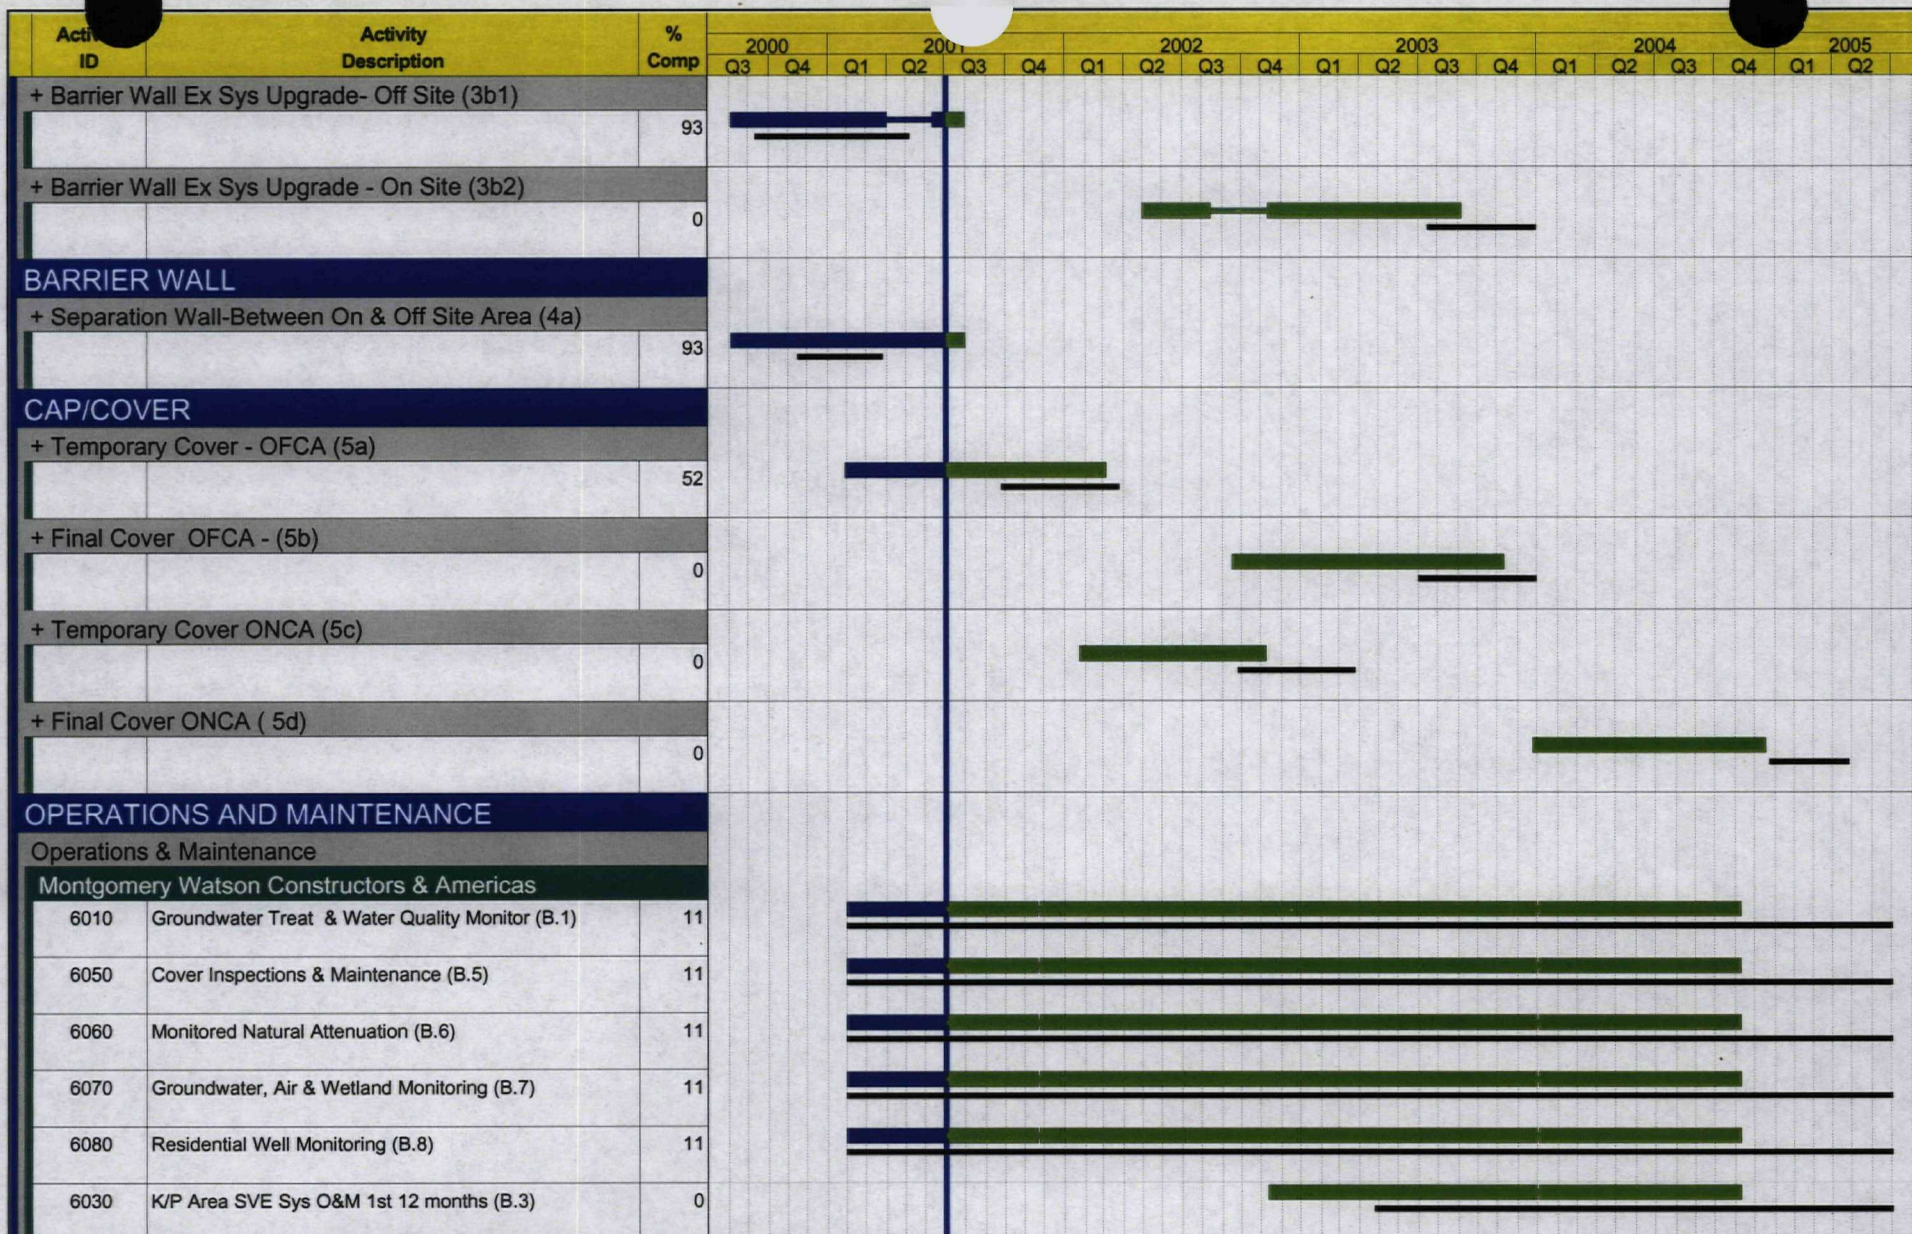 Activity Description % Comp
ID
2000 2002 2003 2004 2005
Q3 Q4 Q1 Q2 Q3 Q4 Q1 Q2 Q3 Q4 Q1 Q2 Q3 Q4 Q1 Q2 Q3 Q4 Q1 Q2
+ Barrier Wall Ex Sys Upgrade- Off Site (3b1)
93
+ Barrier Wall Ex Sys Upgrade - On Site (3b2)
0
BARRIER WALL
+ Separation Wall-Between On & Off Site Area (4a)
93
CAP/COVER
+ Temporary Cover - OFCA (5a)
52
+ Final Cover OFCA - (5b)
0
+ Temporary Cover ONCA (5c)
0
+ Final Cover ONCA ( 5d)
0
OPERATIONS AND MAINTENANCE
Operations & Maintenance
Montgomery Watson Constructors & Americas
6010 Groundwater Treat & Water Quality Monitor (B.1) 11
6050 Cover Inspections & Maintenance (B.5) 11
6060 Monitored Natural Attenuation (B.6) 11
6070 Groundwater, Air & Wetland Monitoring (B.7) 11
6080 Residential Well Monitoring (B.8) 11
6030 K/P Area SVE Sys O&M 1st 12 months (B.3) 0